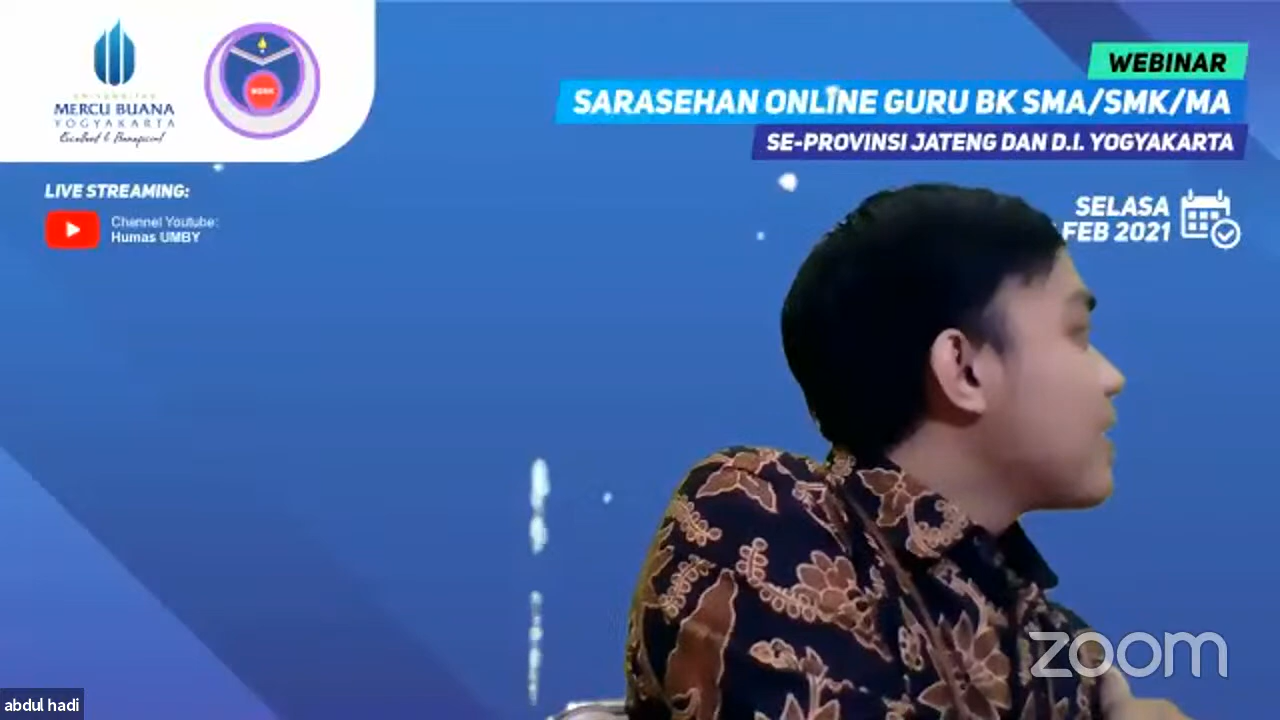 UNIVERSITAS
MERCU BUANA
YOGYAKARTA
WEBINAR
SARASEHAN ONLINE GURU BK SMA/SMK/MA
SE-PROVINSI JATENG DAN D.I. YOGYAKARTA
LIVE STREAMING:
Channel Youtube:
Humas UMBY
SELASA
FEB 2021
zoom
abdul hadi